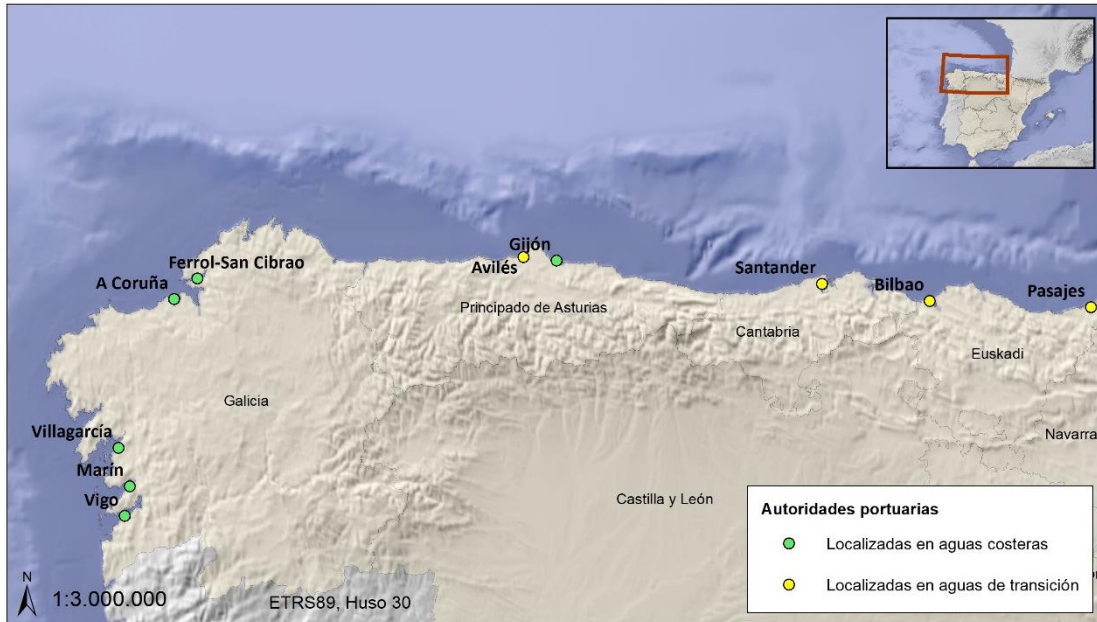 Gijón
Ferrol-San Cibrao
Avilés
Santander
A Coruña
Bilbao
Pasajes
Principado de Asturias
Cantabria
Euskadi
Galicia
Villagarcía
Navarra
Marín
Vigo
Castilla y León
Autoridades portuarias
Localizadas en aguas costeras
Localizadas en aguas de transición
N
1:3.000.000
ETRS89, Huso 30